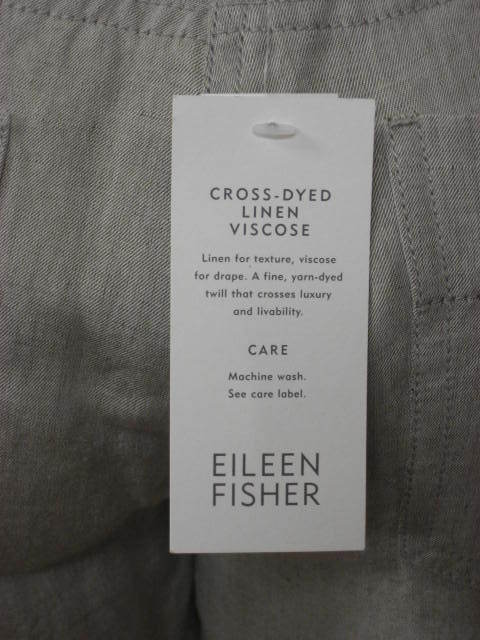 CROSS-DYED
LINEN
VISCOSE
Linen for texture, viscose
for drape. A fine, yarn-dyed
twill that crosses luxury
and livability.
CARE
Machine wash.
See care label.
EILEEN
FISHER